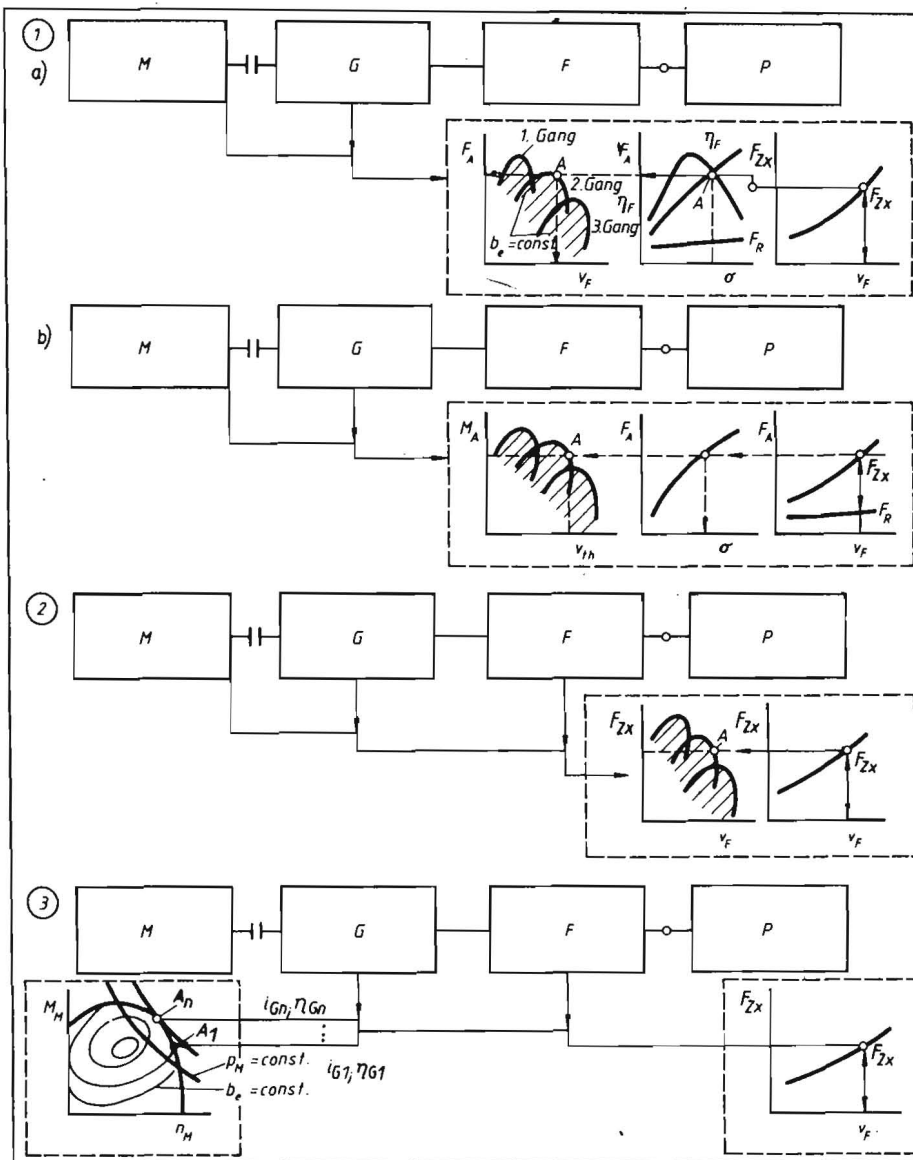 1
a)
M
G
F
P
F_A
1. Gang
A
2. Gang
3. Gang
b_e = const.
v_F
F_A
η_F
η_F
A
F_R
σ
F_Zx
F_Zx
v_F
b)
M
G
F
P
M_A
A
v_th
F_A
σ
F_A
F_Zx
F_R
v_F
2
M
G
F
P
F_Zx
A
v_F
F_Zx
F_Zx
v_F
3
M
G
F
P
M_M
A_n
A_1
p_M = const.
b_e = const.
n_M
i_Gn; η_Gn
⋮
i_G1; η_G1
F_Zx
F_Zx
v_F